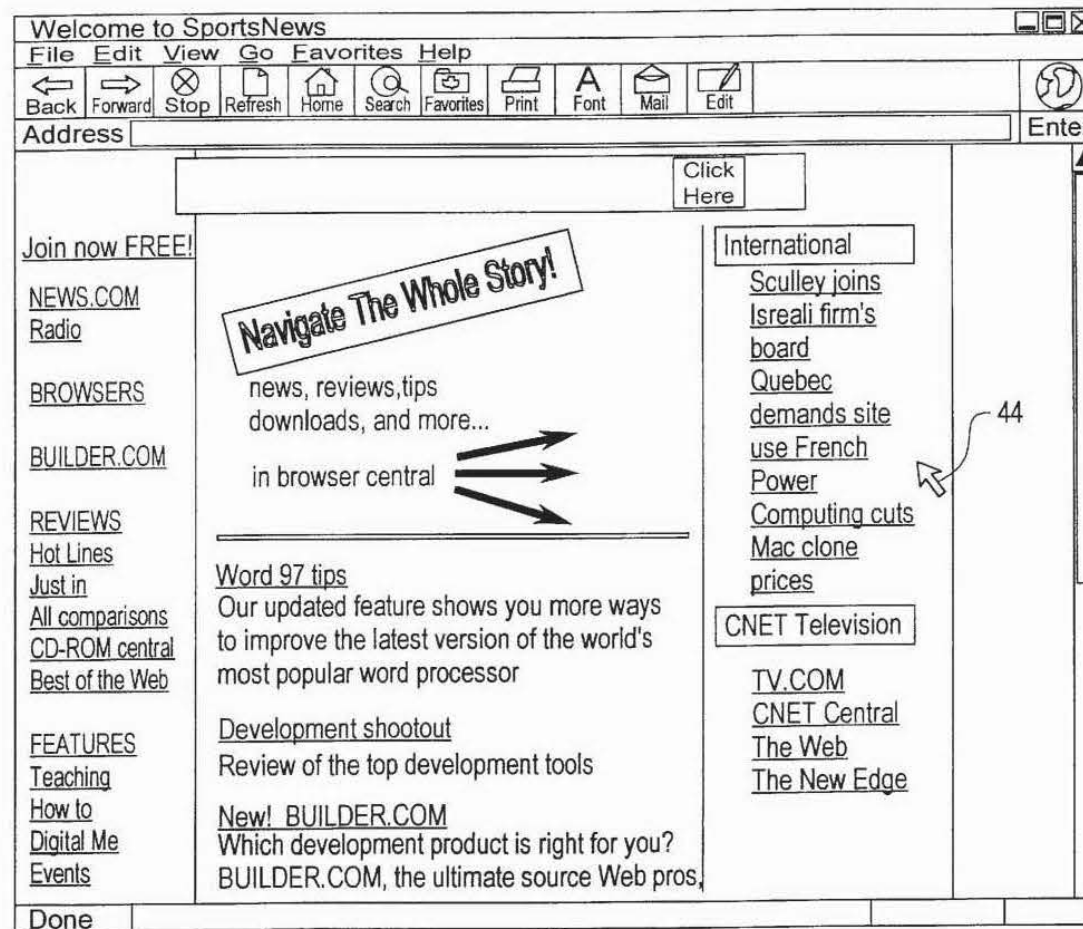 Welcome to SportsNews
File Edit View Go Favorites Help
Back Forward Stop Refresh Home Search Favorites Print Font Mail Edit
Address
Ente
Click
Here
Join now FREE!
NEWS.COM
Radio
BROWSERS
BUILDER.COM
REVIEWS
Hot Lines
Just in
All comparisons
CD-ROM central
Best of the Web
FEATURES
Teaching
How to
Digital Me
Events
Navigate The Whole Story!
news, reviews,tips
downloads, and more...
in browser central
Word 97 tips
Our updated feature shows you more ways
to improve the latest version of the world's
most popular word processor
Development shootout
Review of the top development tools
New! BUILDER.COM
Which development product is right for you?
BUILDER.COM, the ultimate source Web pros,
International
Sculley joins
Isreali firm's
board
Quebec
demands site
use French
Power
Computing cuts
Mac clone
prices
CNET Television
TV.COM
CNET Central
The Web
The New Edge
44
Done